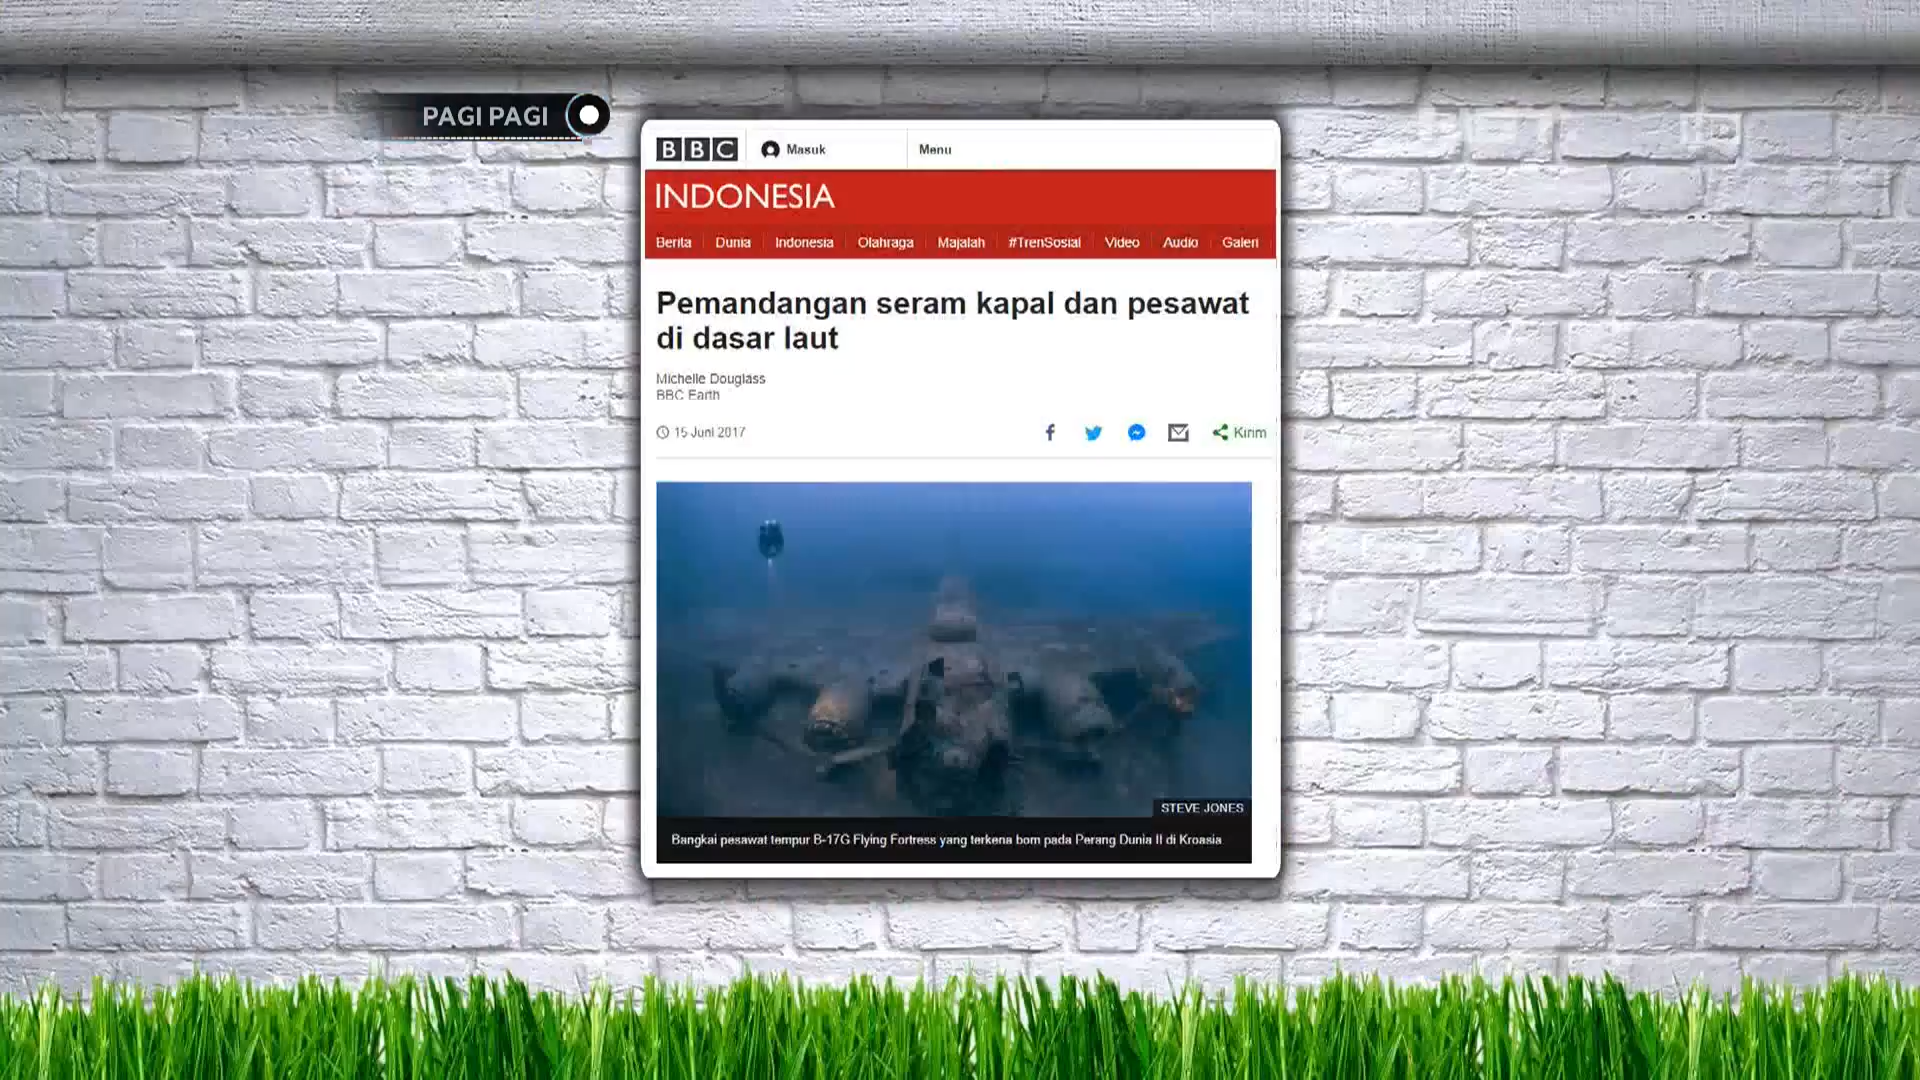 PAGI PAGI
BBC Masuk Menu
INDONESIA
Berita Dunia Indonesia Olahraga Majalah #TrenSosial Video Audio Galeri
Pemandangan seram kapal dan pesawat
di dasar laut
Michelle Douglass
BBC Earth
15 Juni 2017 Kirim
STEVE JONES
Bangkai pesawat tempur B-17G Flying Fortress yang terkena bom pada Perang Dunia II di Kroasia